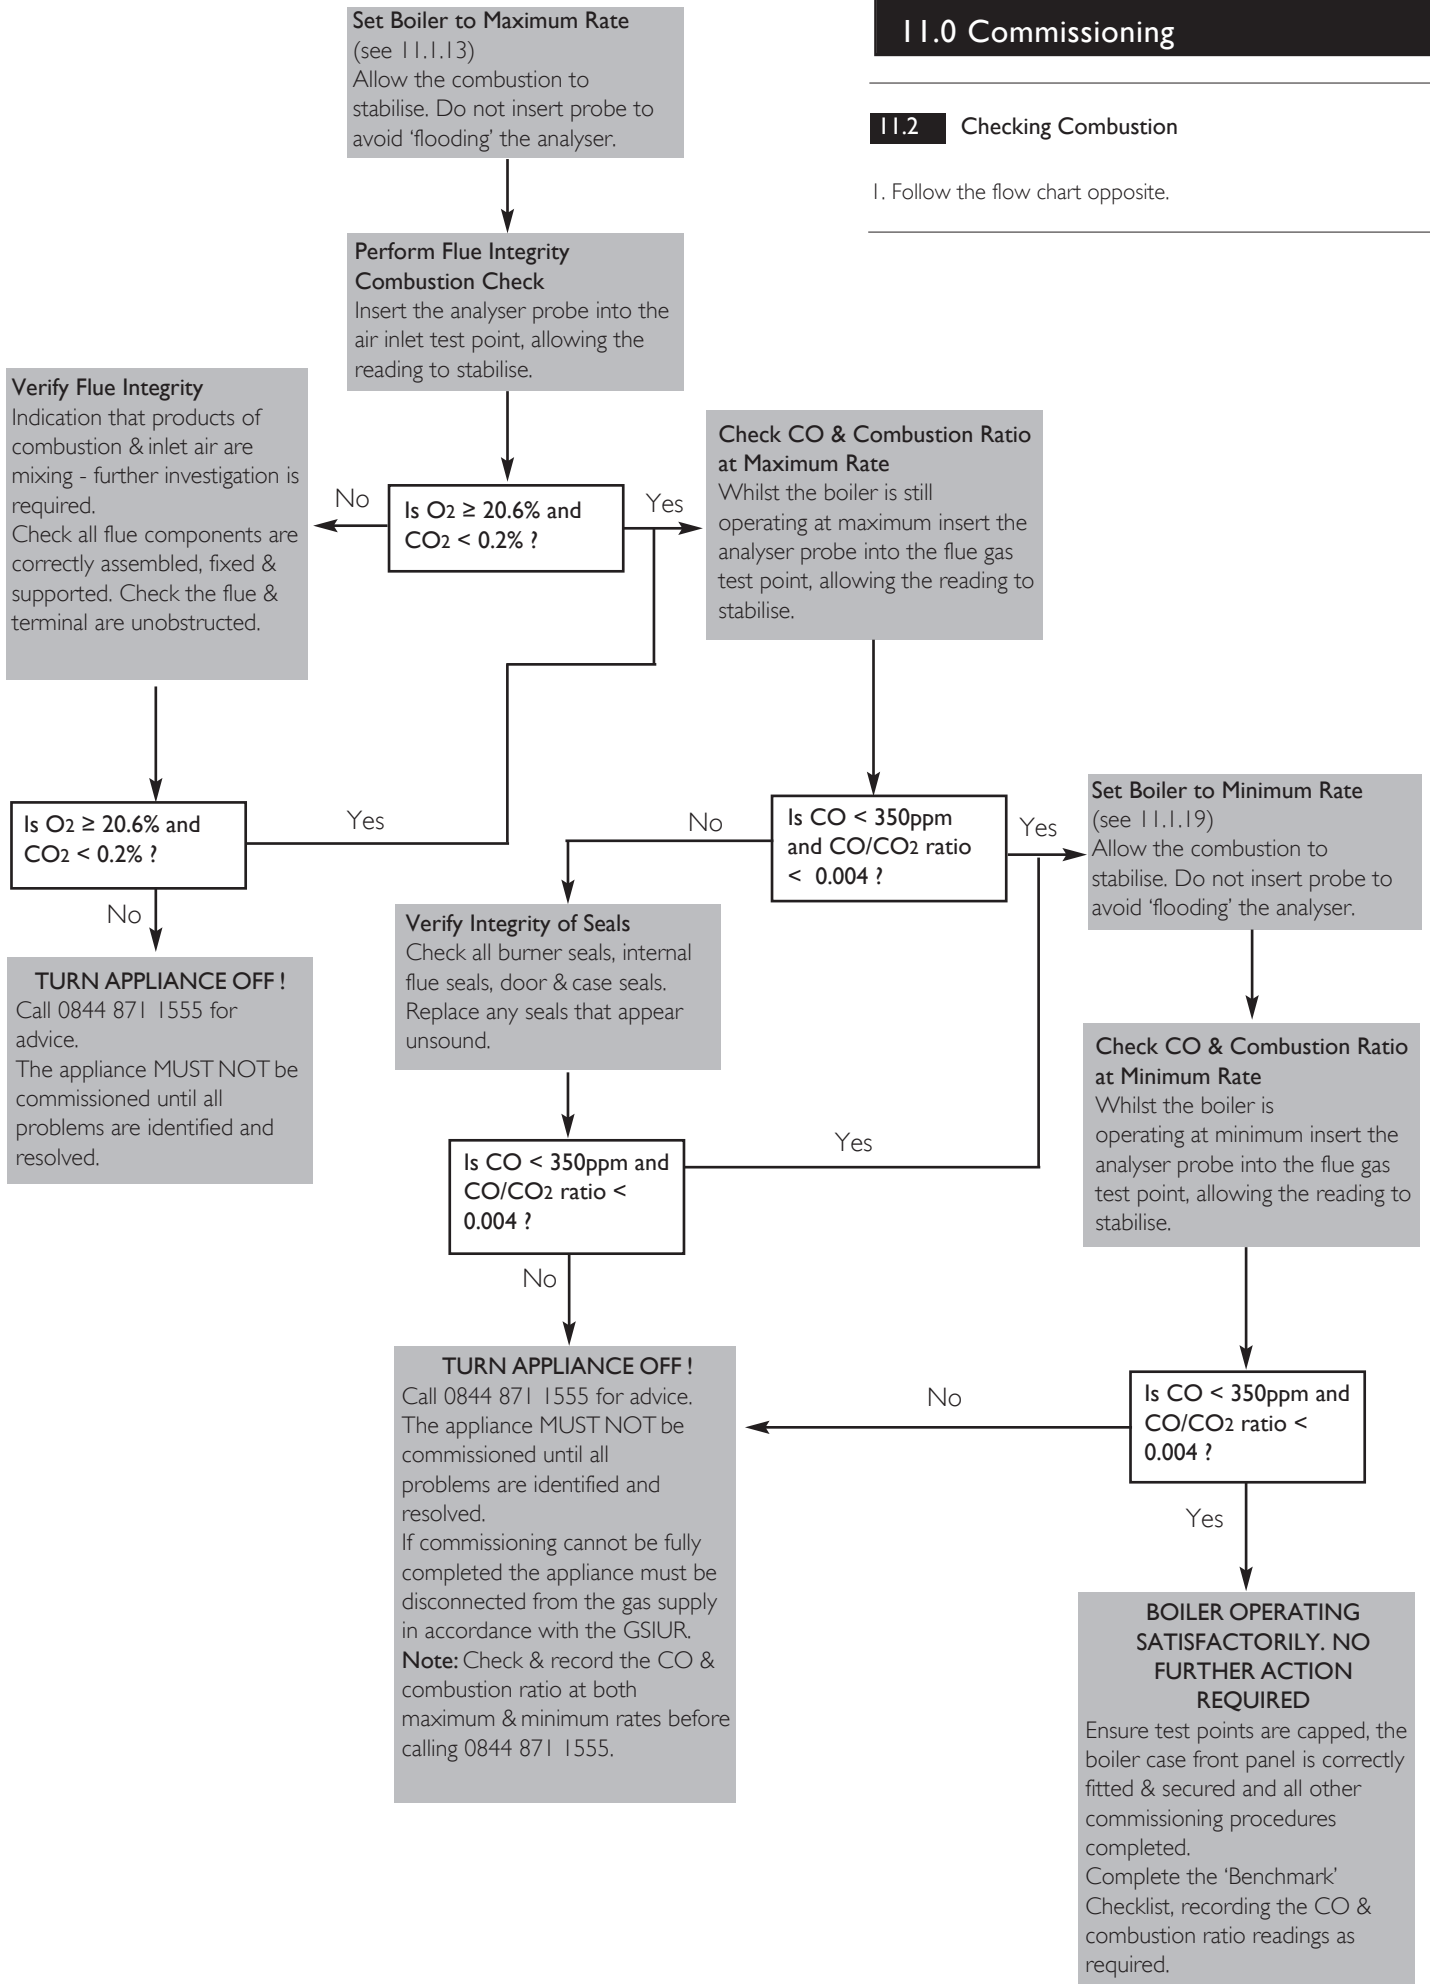 11.0 Commissioning
11.2 Checking Combustion
1. Follow the flow chart opposite.
Set Boiler to Maximum Rate
(see 11.1.13)
Allow the combustion to
stabilise. Do not insert probe to
avoid ‘flooding’ the analyser.
Perform Flue Integrity
Combustion Check
Insert the analyser probe into the
air inlet test point, allowing the
reading to stabilise.
Is O2 ≥ 20.6% and
CO2 < 0.2% ?
No
Yes
Verify Flue Integrity
Indication that products of
combustion & inlet air are
mixing - further investigation is
required.
Check all flue components are
correctly assembled, fixed &
supported. Check the flue &
terminal are unobstructed.
Is O2 ≥ 20.6% and
CO2 < 0.2% ?
Yes
No
TURN APPLIANCE OFF !
Call 0844 871 1555 for
advice.
The appliance MUST NOT be
commissioned until all
problems are identified and
resolved.
Check CO & Combustion Ratio
at Maximum Rate
Whilst the boiler is still
operating at maximum insert the
analyser probe into the flue gas
test point, allowing the reading to
stabilise.
Is CO < 350ppm
and CO/CO2 ratio
< 0.004 ?
No
Yes
Verify Integrity of Seals
Check all burner seals, internal
flue seals, door & case seals.
Replace any seals that appear
unsound.
Is CO < 350ppm and
CO/CO2 ratio <
0.004 ?
Yes
No
TURN APPLIANCE OFF !
Call 0844 871 1555 for advice.
The appliance MUST NOT be
commissioned until all
problems are identified and
resolved.
If commissioning cannot be fully
completed the appliance must be
disconnected from the gas supply
in accordance with the GSIUR.
Note: Check & record the CO &
combustion ratio at both
maximum & minimum rates before
calling 0844 871 1555.
Set Boiler to Minimum Rate
(see 11.1.19)
Allow the combustion to
stabilise. Do not insert probe to
avoid ‘flooding’ the analyser.
Check CO & Combustion Ratio
at Minimum Rate
Whilst the boiler is
operating at minimum insert the
analyser probe into the flue gas
test point, allowing the reading to
stabilise.
Is CO < 350ppm and
CO/CO2 ratio <
0.004 ?
No
Yes
BOILER OPERATING
SATISFACTORILY. NO
FURTHER ACTION
REQUIRED
Ensure test points are capped, the
boiler case front panel is correctly
fitted & secured and all other
commissioning procedures
completed.
Complete the ‘Benchmark’
Checklist, recording the CO &
combustion ratio readings as
required.